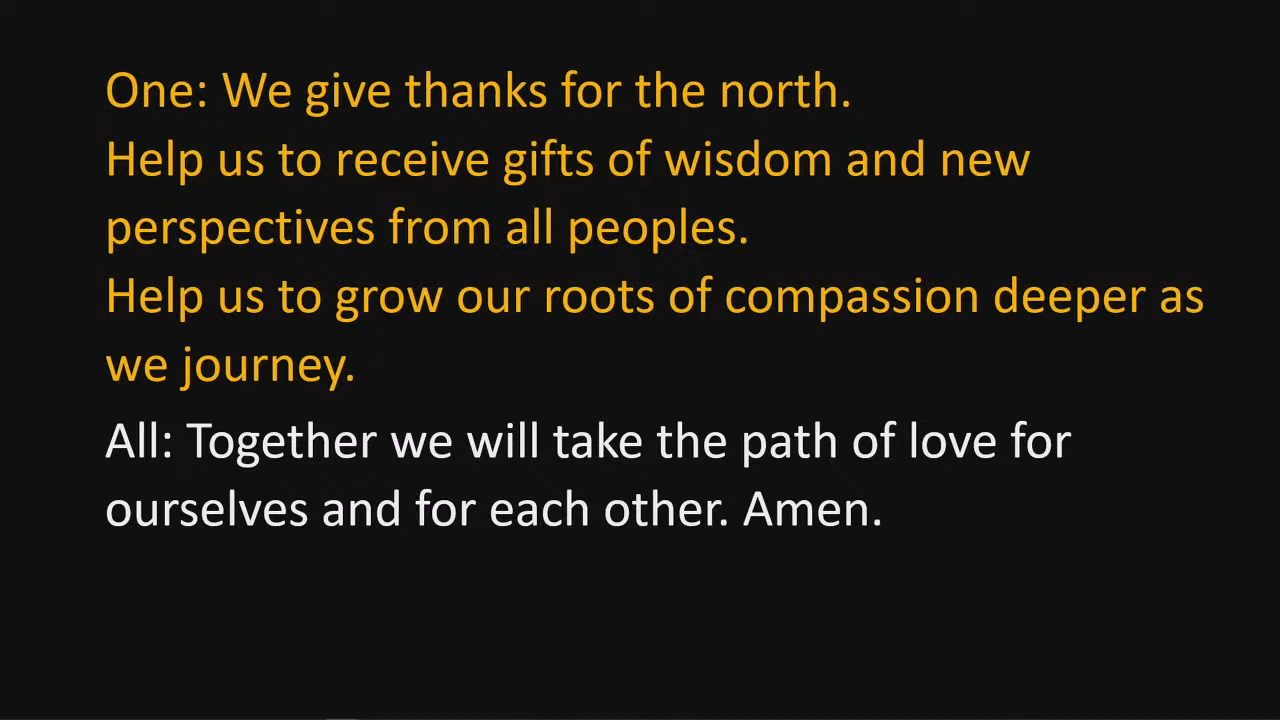 One: We give thanks for the north.
Help us to receive gifts of wisdom and new
perspectives from all peoples.
Help us to grow our roots of compassion deeper as
we journey.
All: Together we will take the path of love for
ourselves and for each other. Amen.